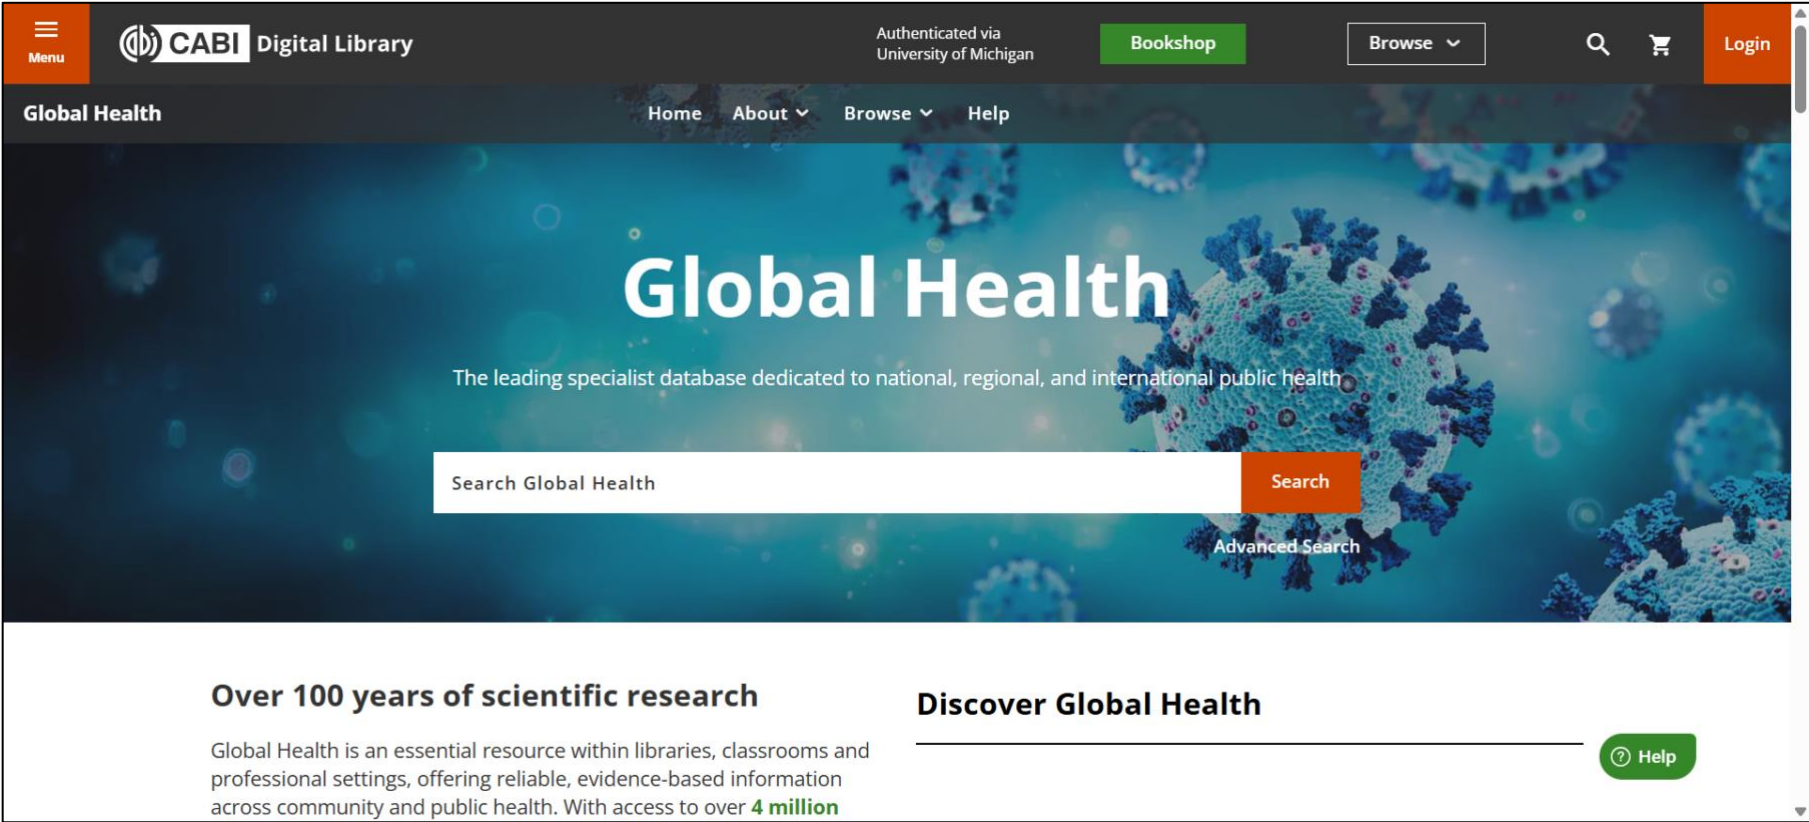 Menu
cabi CABI Digital Library
Authenticated via
University of Michigan
Bookshop
Browse
Login
Global Health
Home About Browse Help
Global Health
The leading specialist database dedicated to national, regional, and international public health
Search Global Health
Search
Advanced Search
Over 100 years of scientific research
Global Health is an essential resource within libraries, classrooms and
professional settings, offering reliable, evidence-based information
across community and public health. With access to over 4 million
Discover Global Health
Help